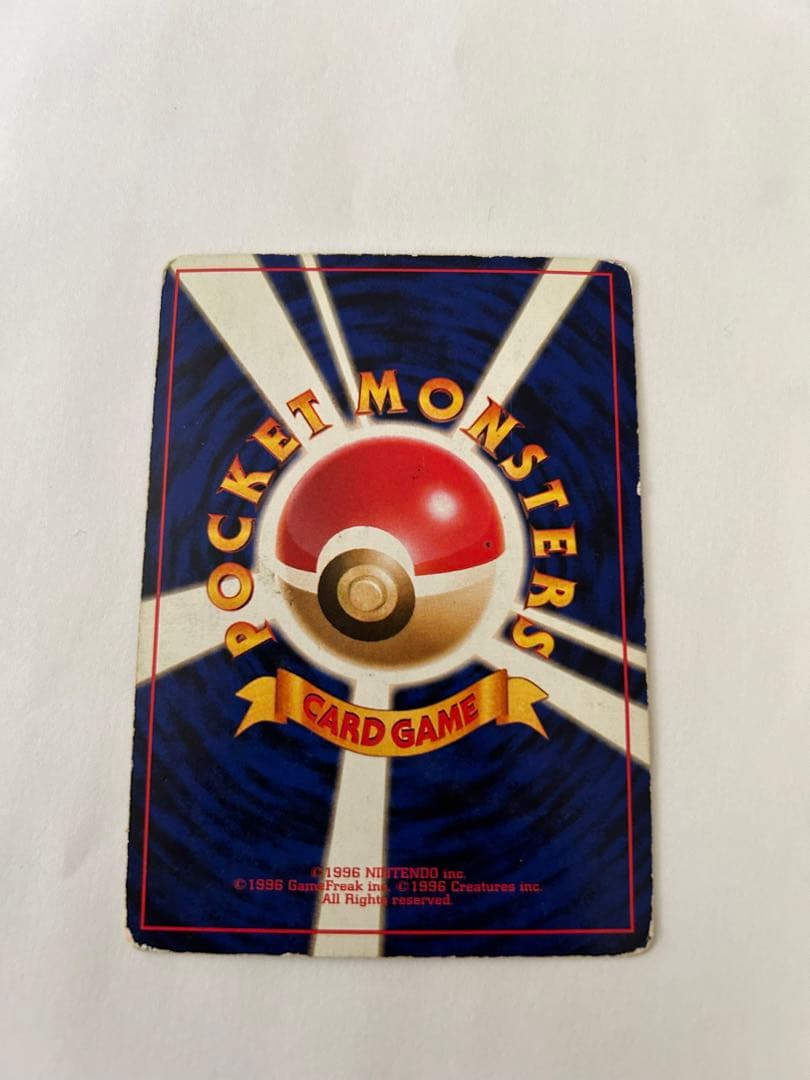 POCKET MONSTERS
CARD GAME
©1996 NINTENDO inc.
©1996 GameFreak inc. ©1996 Creatures inc.
All Rights reserved.